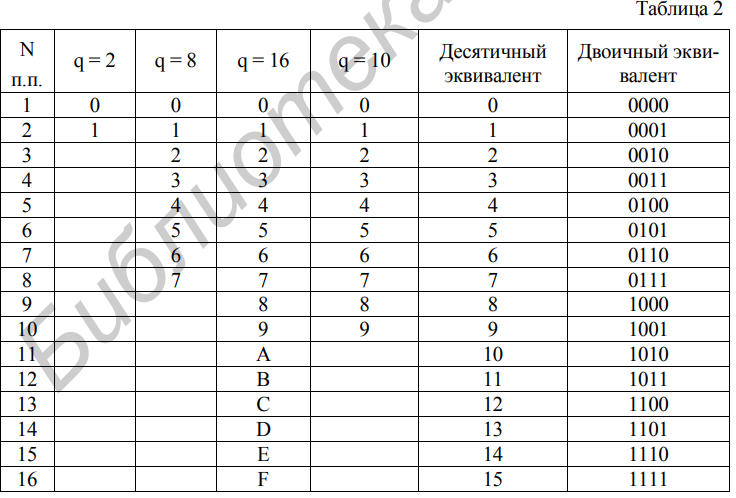 Таблица 2
N п.п. q = 2 q = 8 q = 16 q = 10 Десятичный эквивалент Двоичный экви-валент
1 0 0 0 0 0 0000
2 1 1 1 1 1 0001
3 2 2 2 2 0010
4 3 3 3 3 0011
5 4 4 4 4 0100
6 5 5 5 5 0101
7 6 6 6 6 0110
8 7 7 7 7 0111
9 8 8 8 1000
10 9 9 9 1001
11 A 10 1010
12 B 11 1011
13 C 12 1100
14 D 13 1101
15 E 14 1110
16 F 15 1111
Библиотека